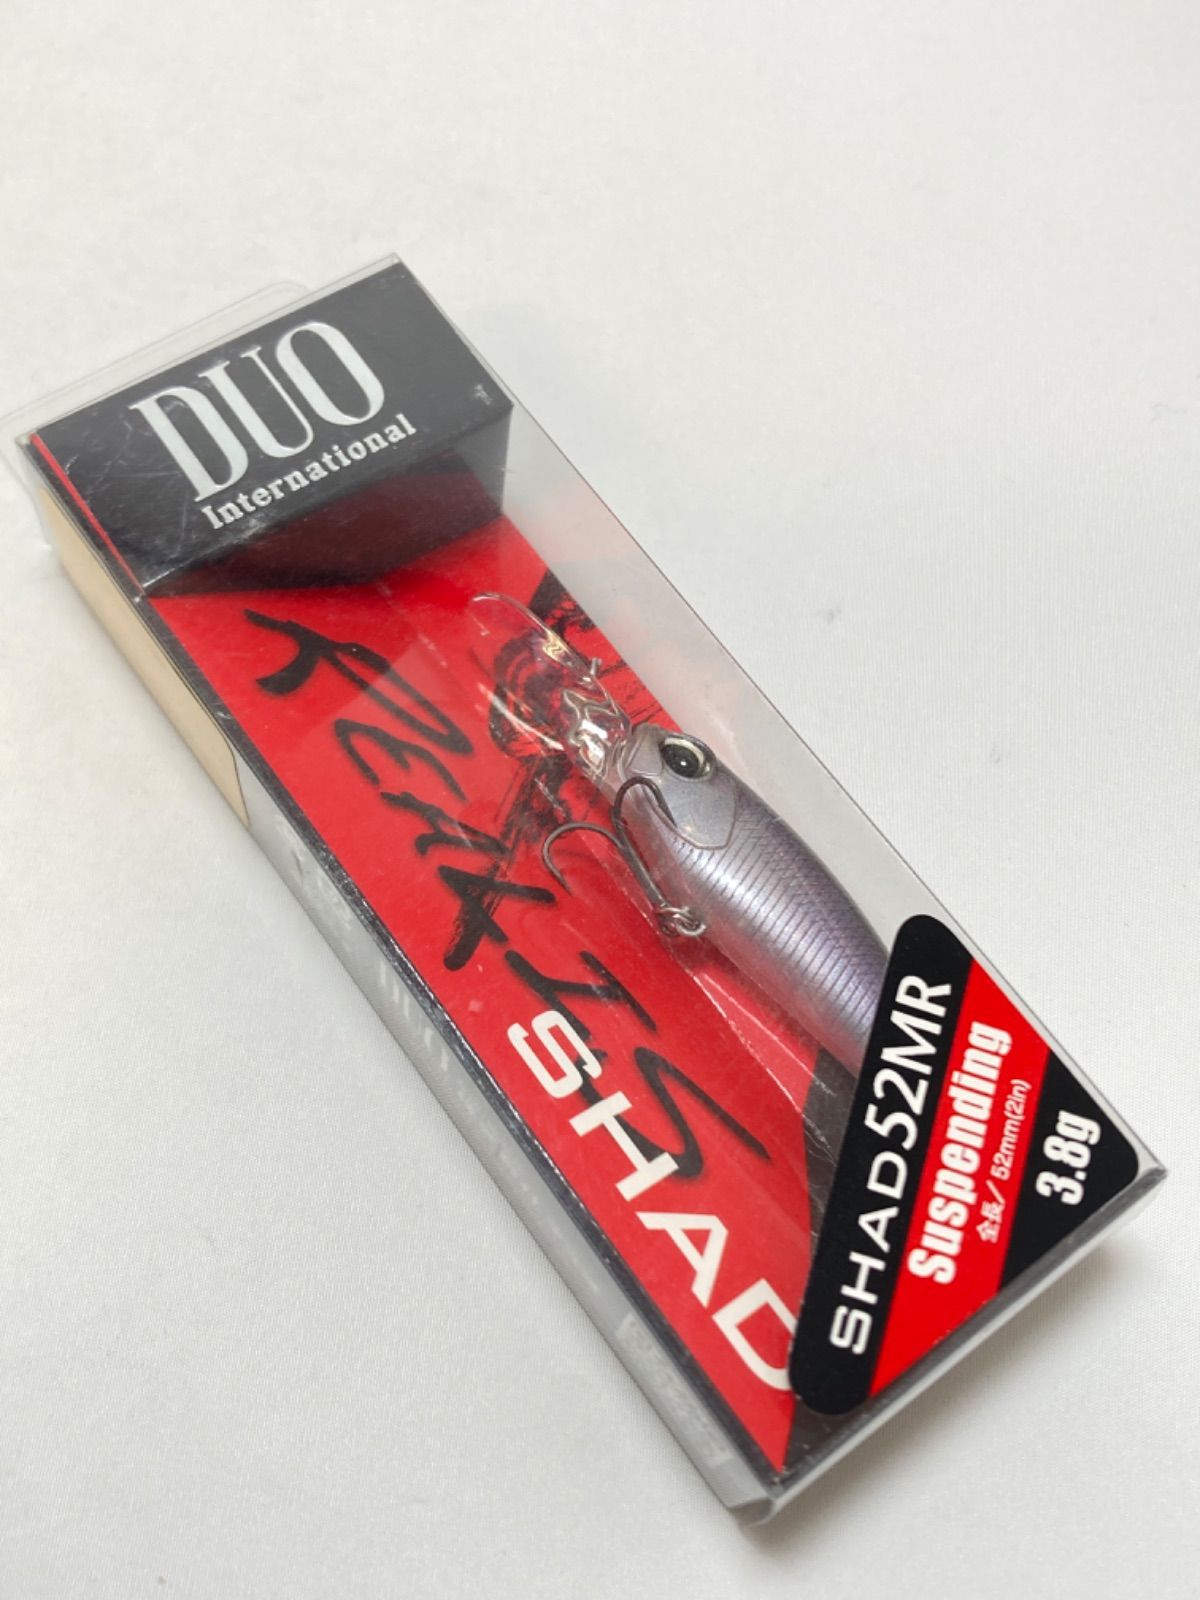 DUO
International
REALIS
SHAD
SHAD52MR
Suspending
全長/52mm(2in)
3.8g